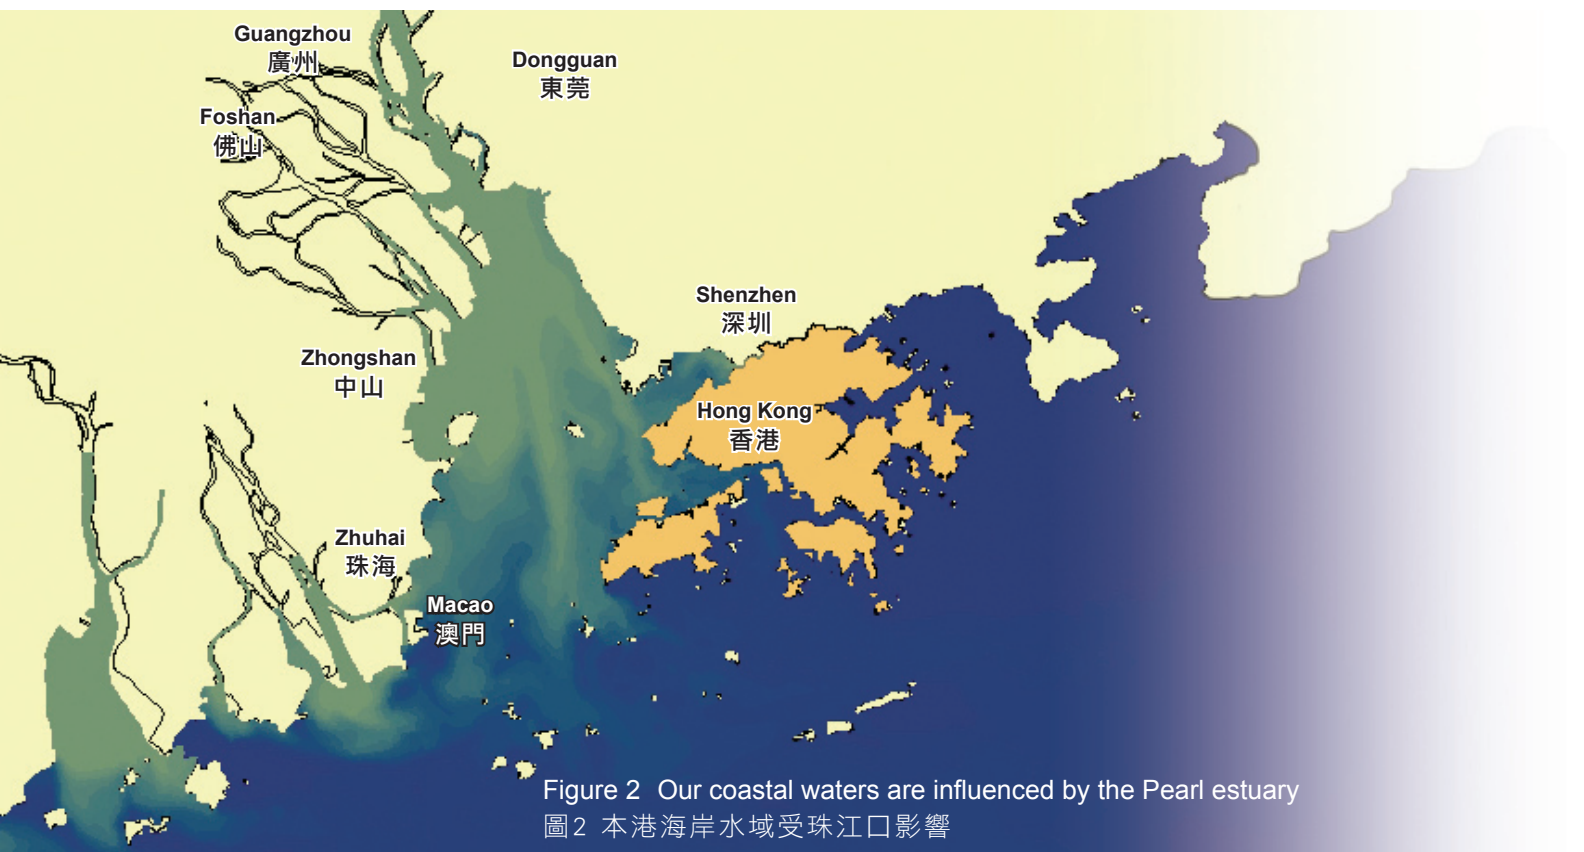 Guangzhou
廣州
Dongguan
東莞
Foshan
佛山
Shenzhen
深圳
Zhongshan
中山
Hong Kong
香港
Zhuhai
珠海
Macao
澳門
Figure 2 Our coastal waters are influenced by the Pearl estuary
圖2 本港海岸水域受珠江口影響